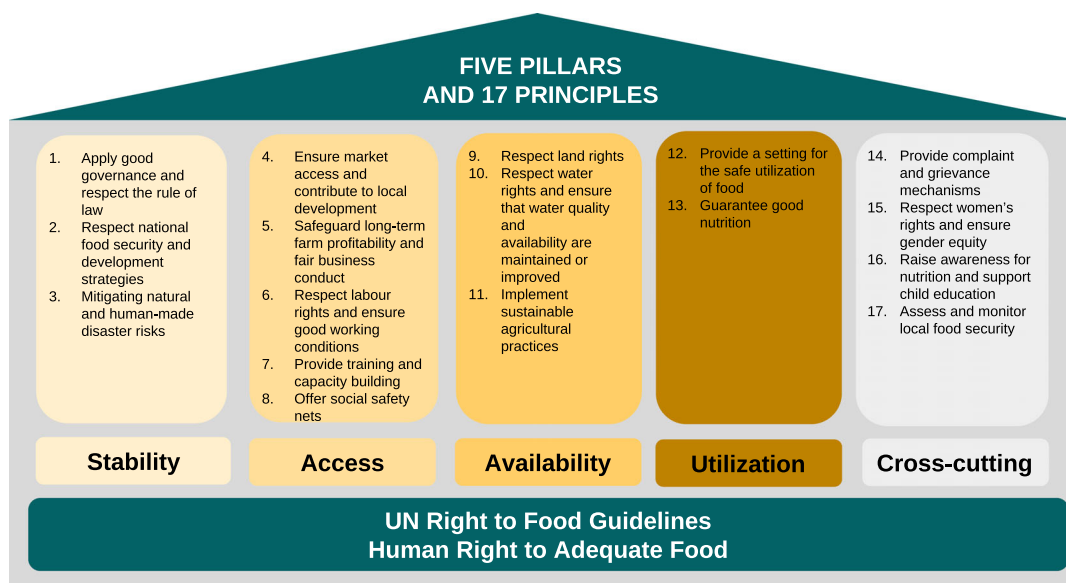 FIVE PILLARS
AND 17 PRINCIPLES
1. Apply good
governance and
respect the rule of
law
2. Respect national
food security and
development
strategies
3. Mitigating natural
and human-made
disaster risks
4. Ensure market
access and
contribute to local
development
5. Safeguard long-term
farm profitability and
fair business
conduct
6. Respect labour
rights and ensure
good working
conditions
7. Provide training and
capacity building
8. Offer social safety
nets
9. Respect land rights
10. Respect water
rights and ensure
that water quality
and
availability are
maintained or
improved
11. Implement
sustainable
agricultural
practices
12. Provide a setting for
the safe utilization
of food
13. Guarantee good
nutrition
14. Provide complaint
and grievance
mechanisms
15. Respect women's
rights and ensure
gender equity
16. Raise awareness for
nutrition and support
child education
17. Assess and monitor
local food security
Stability
Access
Availability
Utilization
Cross-cutting
UN Right to Food Guidelines
Human Right to Adequate Food